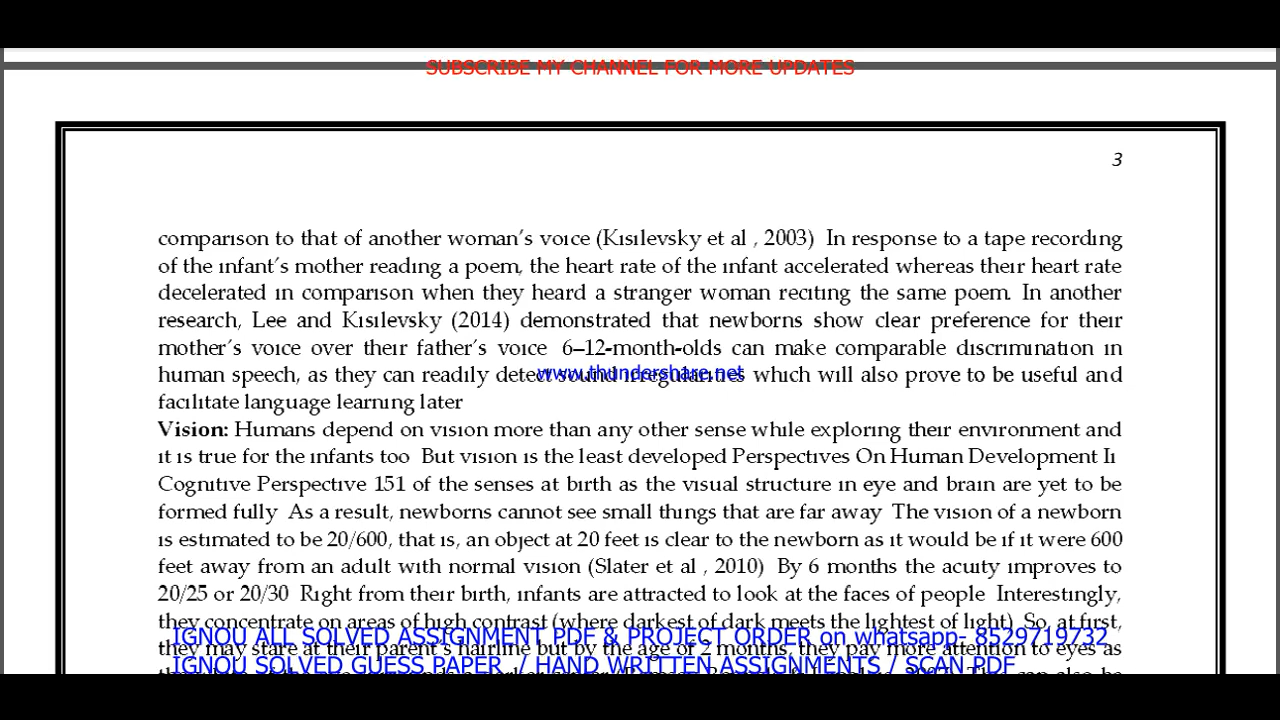 SUBSCRIBE MY CHANNEL FOR MORE UPDATES
3
comparison to that of another woman's voice (Kisilevsky et al , 2003)  In response to a tape recording
of the infant's mother reading a poem, the heart rate of the infant accelerated whereas their heart rate
decelerated in comparison when they heard a stranger woman reciting the same poem. In another
research, Lee and Kisilevsky (2014) demonstrated that newborns show clear preference for their
mother's voice over their father's voice  6–12-month-olds can make comparable discrimination in
human speech, as they can readily detect sound irregularities which will also prove to be useful and
www.thundershare.net
facilitate language learning later
Vision: Humans depend on vision more than any other sense while exploring their environment and
it is true for the infants too  But vision is the least developed Perspectives On Human Development Ii
Cognitive Perspective 151 of the senses at birth as the visual structure in eye and brain are yet to be
formed fully  As a result, newborns cannot see small things that are far away  The vision of a newborn
is estimated to be 20/600, that is, an object at 20 feet is clear to the newborn as it would be if it were 600
feet away from an adult with normal vision (Slater et al , 2010)  By 6 months the acuity improves to
20/25 or 20/30  Right from their birth, infants are attracted to look at the faces of people  Interestingly,
they concentrate on areas of high contrast (where darkest of dark meets the lightest of light). So, at first,
IGNOU ALL SOLVED ASSIGNMENT PDF & PROJECT ORDER on whatsapp- 8529719732
they may stare at their parent's hairline but by the age of 2 months, they pay more attention to eyes as
IGNOU SOLVED GUESS PAPER  / HAND WRITTEN ASSIGNMENTS / SCAN PDF